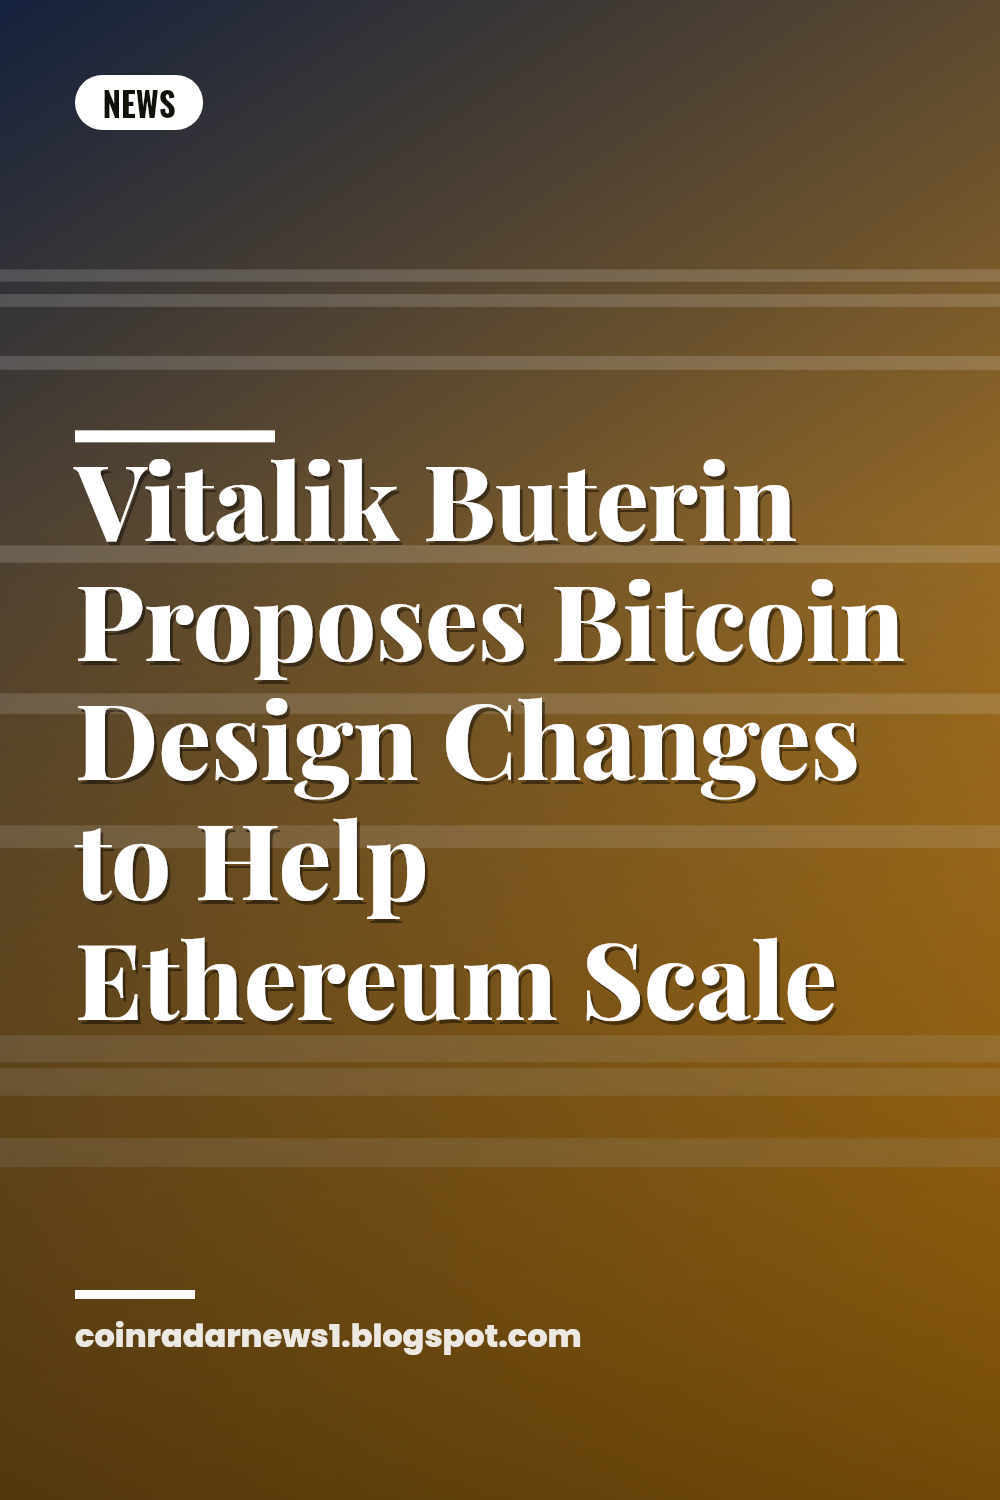 NEWS
Vitalik Buterin
Proposes Bitcoin
Design Changes
to Help
Ethereum Scale
coinradarnews1.blogspot.com